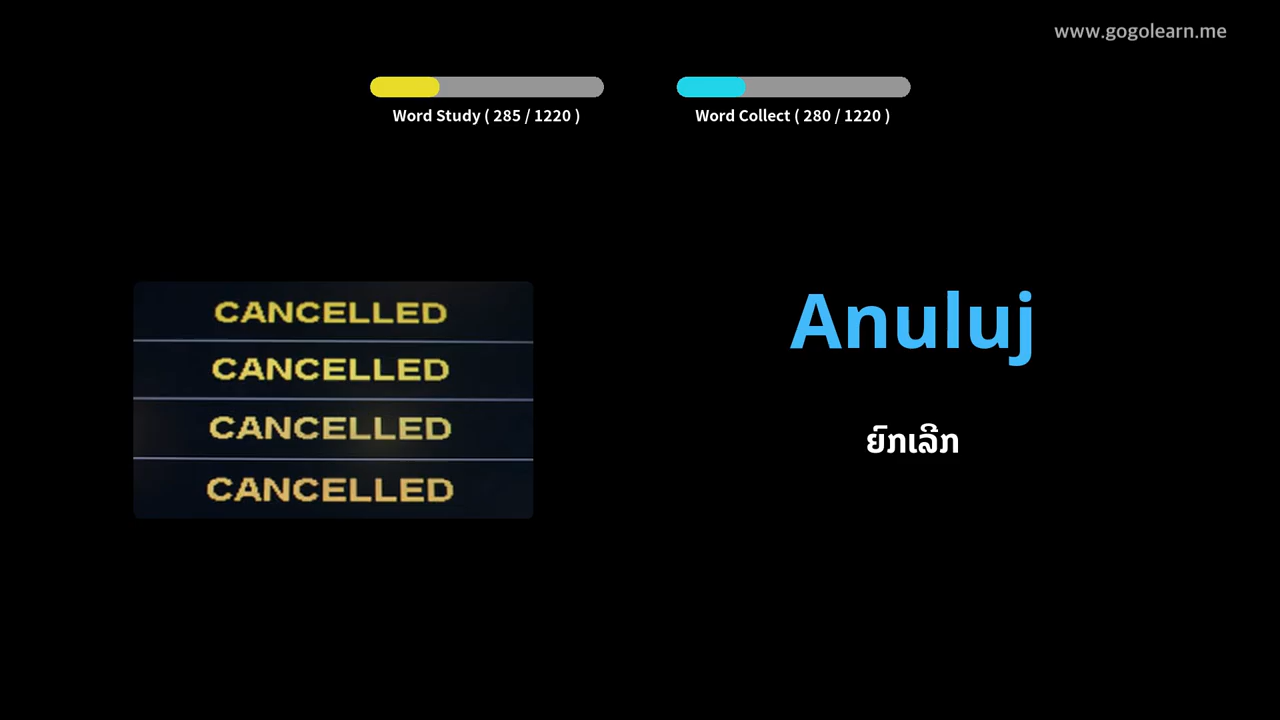 www.gogolearn.me
Word Study ( 285 / 1220 )
Word Collect ( 280 / 1220 )
CANCELLED
CANCELLED
CANCELLED
CANCELLED
Anuluj
ຍົກເລີກ